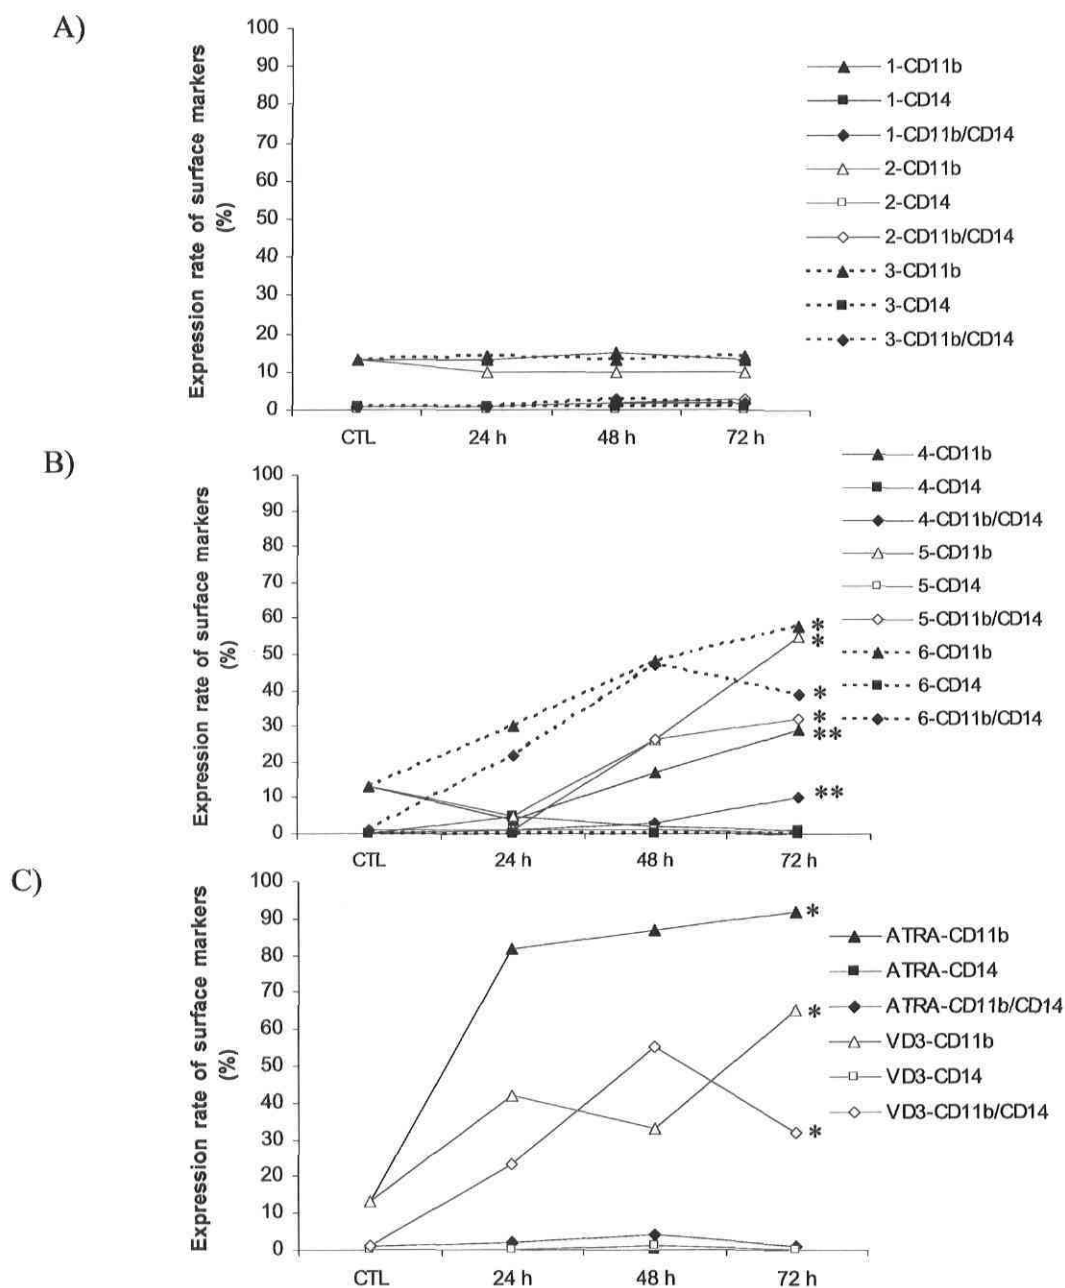 A)
Expression rate of surface markers
(%)
100
90
80
70
60
50
40
30
20
10
0
CTL
24 h
48 h
72 h
1-CD11b
1-CD14
1-CD11b/CD14
2-CD11b
2-CD14
2-CD11b/CD14
3-CD11b
3-CD14
3-CD11b/CD14
B)
Expression rate of surface markers
(%)
100
90
80
70
60
50
40
30
20
10
0
CTL
24 h
48 h
72 h
*
*
*
*
**
**
4-CD11b
4-CD14
4-CD11b/CD14
5-CD11b
5-CD14
5-CD11b/CD14
6-CD11b
6-CD14
6-CD11b/CD14
C)
Expression rate of surface markers
(%)
100
90
80
70
60
50
40
30
20
10
0
CTL
24 h
48 h
72 h
*
*
*
ATRA-CD11b
ATRA-CD14
ATRA-CD11b/CD14
VD3-CD11b
VD3-CD14
VD3-CD11b/CD14